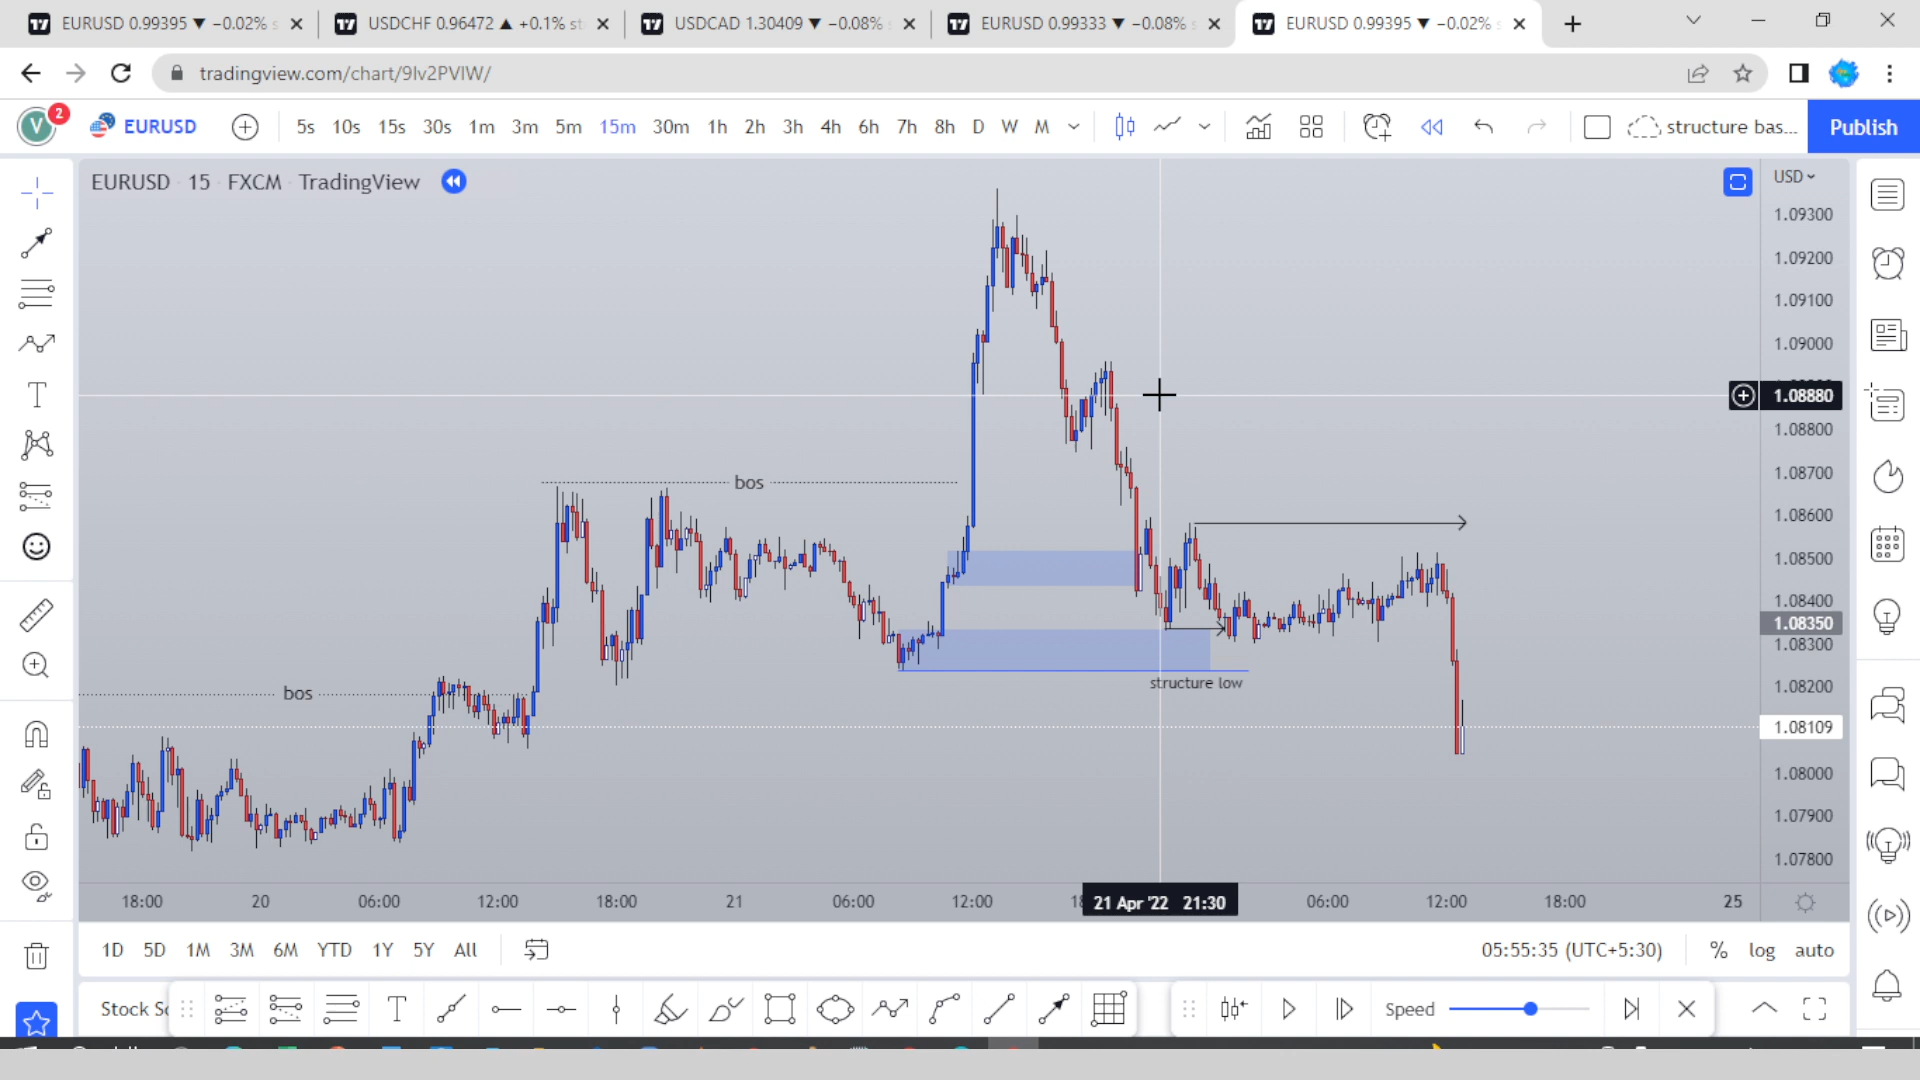 EURUSD 0.99395 ▼ −0.02%
USDCHF 0.96472 ▲ +0.1%
USDCAD 1.30409 ▼ −0.08%
EURUSD 0.99333 ▼ −0.08%
EURUSD 0.99395 ▼ −0.02%
tradingview.com/chart/9Iv2PVlW/
V 2 EURUSD 5s 10s 15s 30s 1m 3m 5m 15m 30m 1h 2h 3h 4h 6h 7h 8h D W M structure bas... Publish
EURUSD 15 FXCM TradingView
USD
1.09300
1.09200
1.09100
1.09000
1.08880
1.08800
1.08700
bos
1.08600
1.08500
1.08400
1.08350
1.08300
structure low
1.08200
bos
1.08109
1.08000
1.07900
1.07800
18:00 20 06:00 12:00 18:00 21 06:00 12:00 21 Apr '22 21:30 06:00 12:00 18:00 25
1D 5D 1M 3M 6M YTD 1Y 5Y All 05:55:35 (UTC+5:30) % log auto
Stock Speed